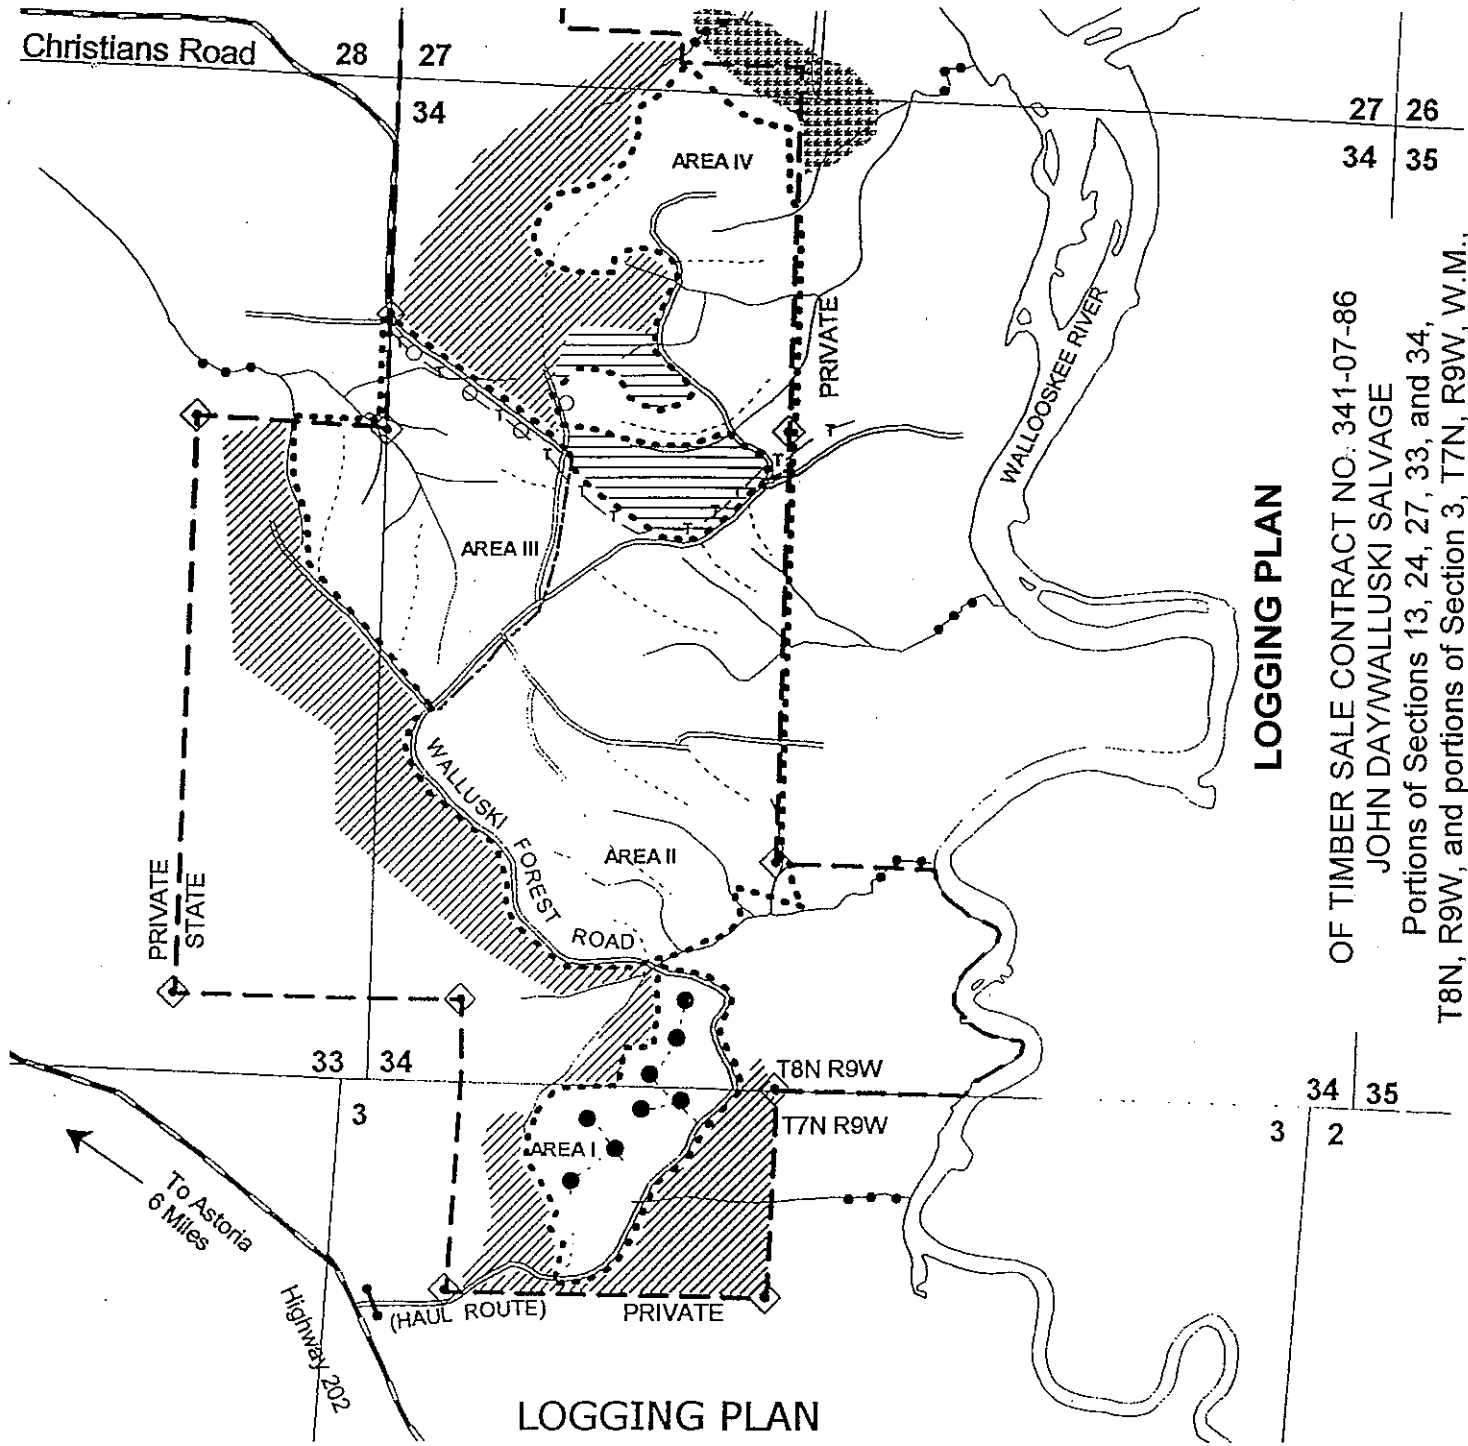 Christians Road
28 27
34
27 26
34 35
AREA IV
PRIVATE
WALLOOSKEE RIVER
AREA III
T
T
T
T
T
T
T
T
T
WALLUSKI FOREST ROAD
AREA II
PRIVATE
STATE
33 34
3
T8N R9W
T7N R9W
34 35
3 2
AREA I
To Astoria
6 Miles
Highway 202
(HAUL ROUTE)
PRIVATE
LOGGING PLAN
LOGGING PLAN
OF TIMBER SALE CONTRACT NO. 341-07-86
JOHN DAY/WALLUSKI SALVAGE
Portions of Sections 13, 24, 27, 33, and 34,
T8N, R9W, and portions of Section 3, T7N, R9W, W.M.,